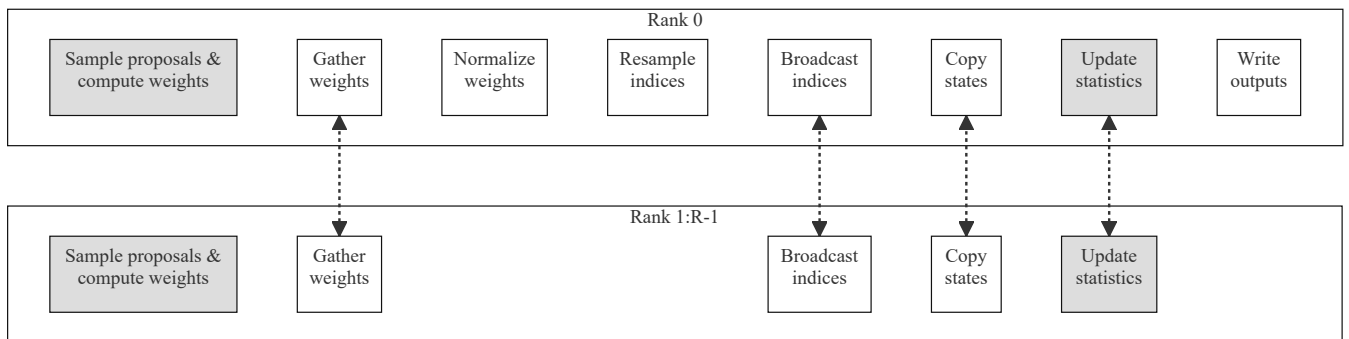 Rank 0
Sample proposals &
compute weights
Gather
weights
Normalize
weights
Resample
indices
Broadcast
indices
Copy
states
Update
statistics
Write
outputs
Rank 1:R-1
Sample proposals &
compute weights
Gather
weights
Broadcast
indices
Copy
states
Update
statistics